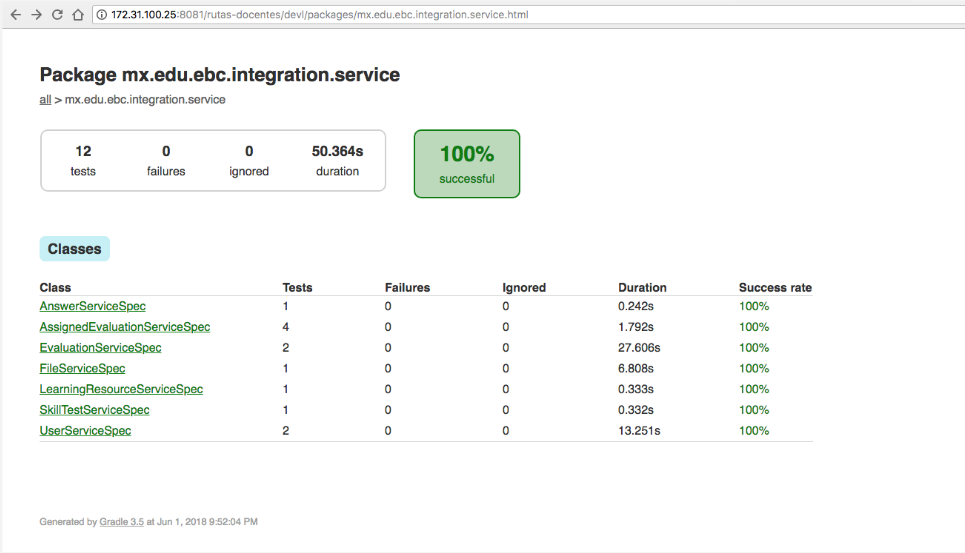 172.31.100.25:8081/rutas-docentes/devl/packages/mx.edu.ebc.integration.service.html
Package mx.edu.ebc.integration.service
all > mx.edu.ebc.integration.service
12 0 0 50.364s
tests failures ignored duration
100%
successful
Classes
Class Tests Failures Ignored Duration Success rate
AnswerServiceSpec 1 0 0 0.242s 100%
AssignedEvaluationServiceSpec 4 0 0 1.792s 100%
EvaluationServiceSpec 2 0 0 27.606s 100%
FileServiceSpec 1 0 0 6.808s 100%
LearningResourceServiceSpec 1 0 0 0.333s 100%
SkillTestServiceSpec 1 0 0 0.332s 100%
UserServiceSpec 2 0 0 13.251s 100%
Generated by Gradle 3.5 at Jun 1, 2018 9:52:04 PM